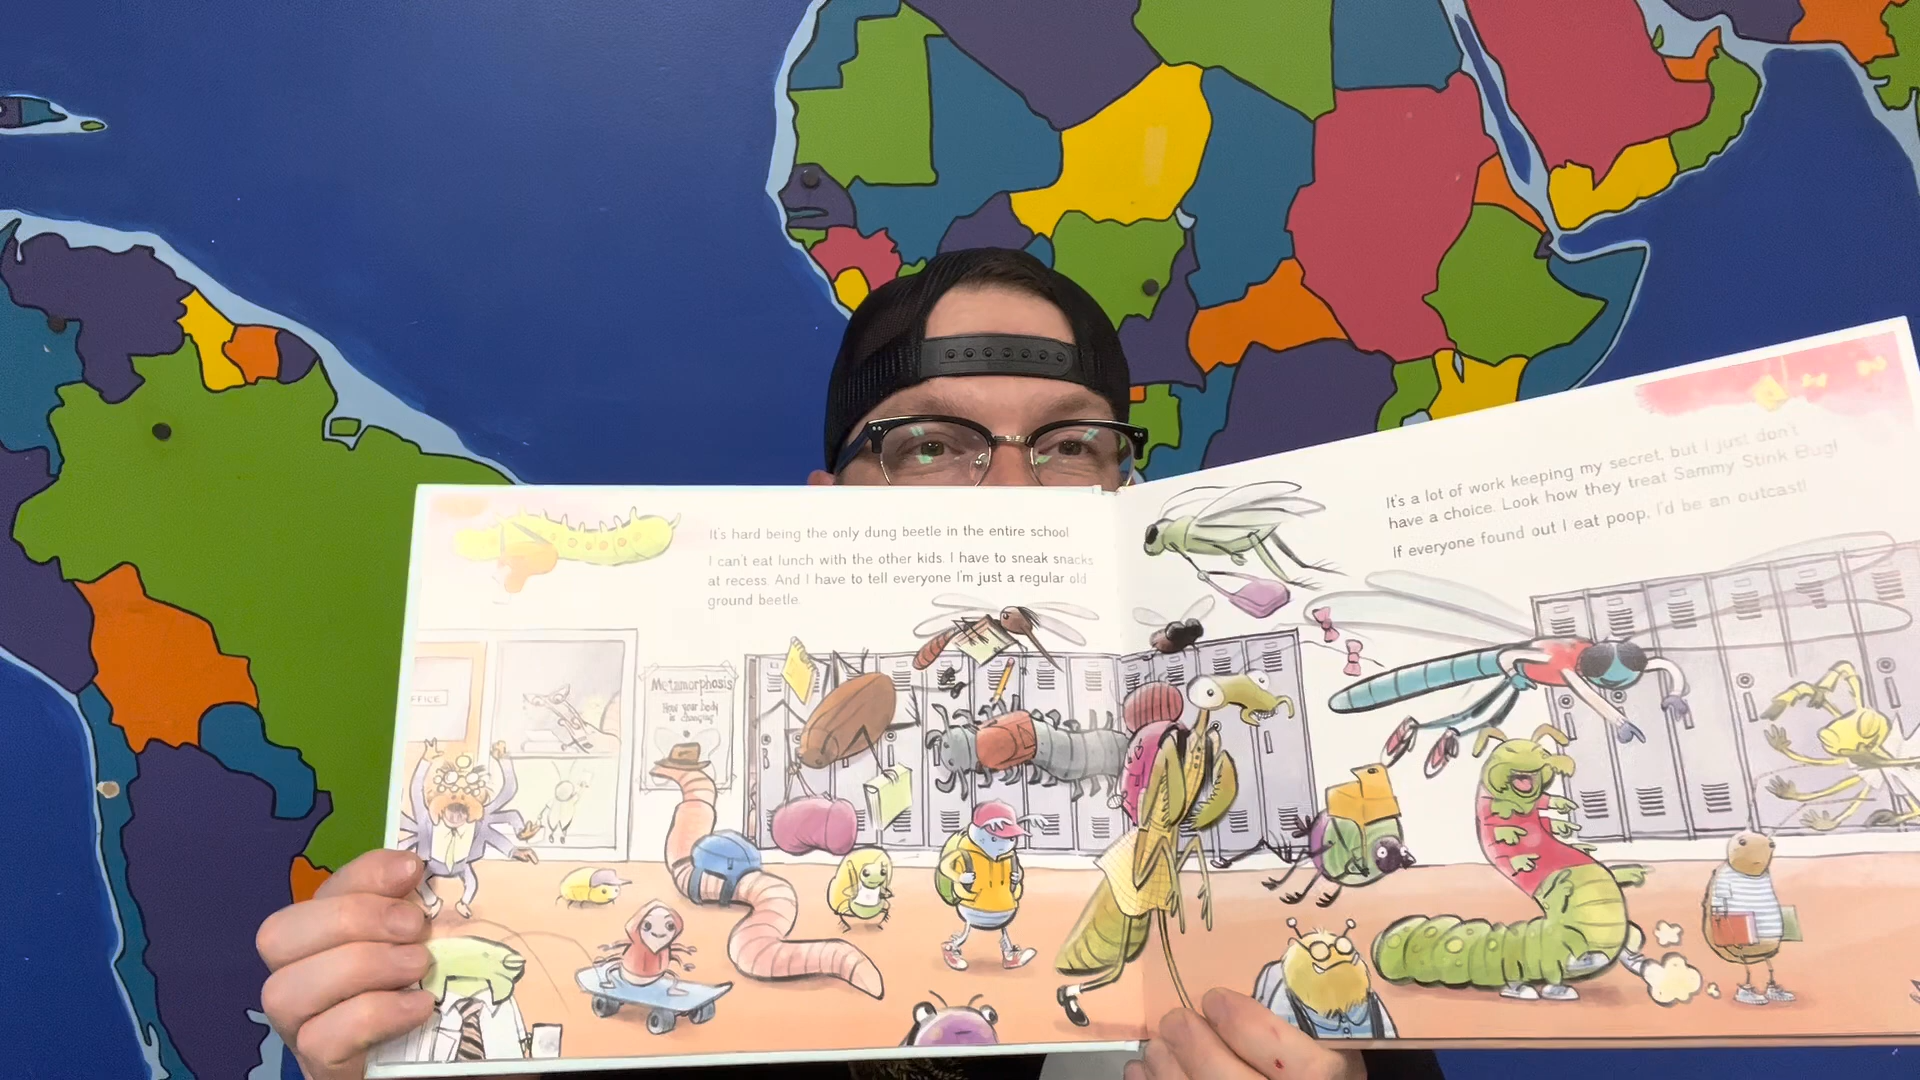 It's hard being the only dung beetle in the entire school
I can't eat lunch with the other kids. I have to sneak snacks
at recess. And I have to tell everyone I'm just a regular old
ground beetle.
It's a lot of work keeping my secret, but I just don't
have a choice. Look how they treat Sammy Stink Bug!
If everyone found out I eat poop, I'd be an outcast!
OFFICE
Metamorphosis
How your body
is changing